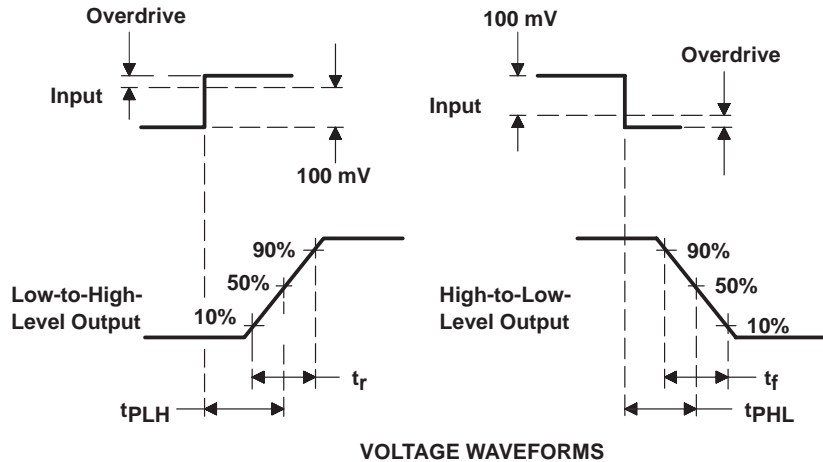 Overdrive
Input
100 mV
90%
50%
Low-to-High-
Level Output
10%
tr
tPLH
100 mV
Overdrive
Input
90%
High-to-Low-
Level Output
50%
10%
tf
tPHL
VOLTAGE WAVEFORMS